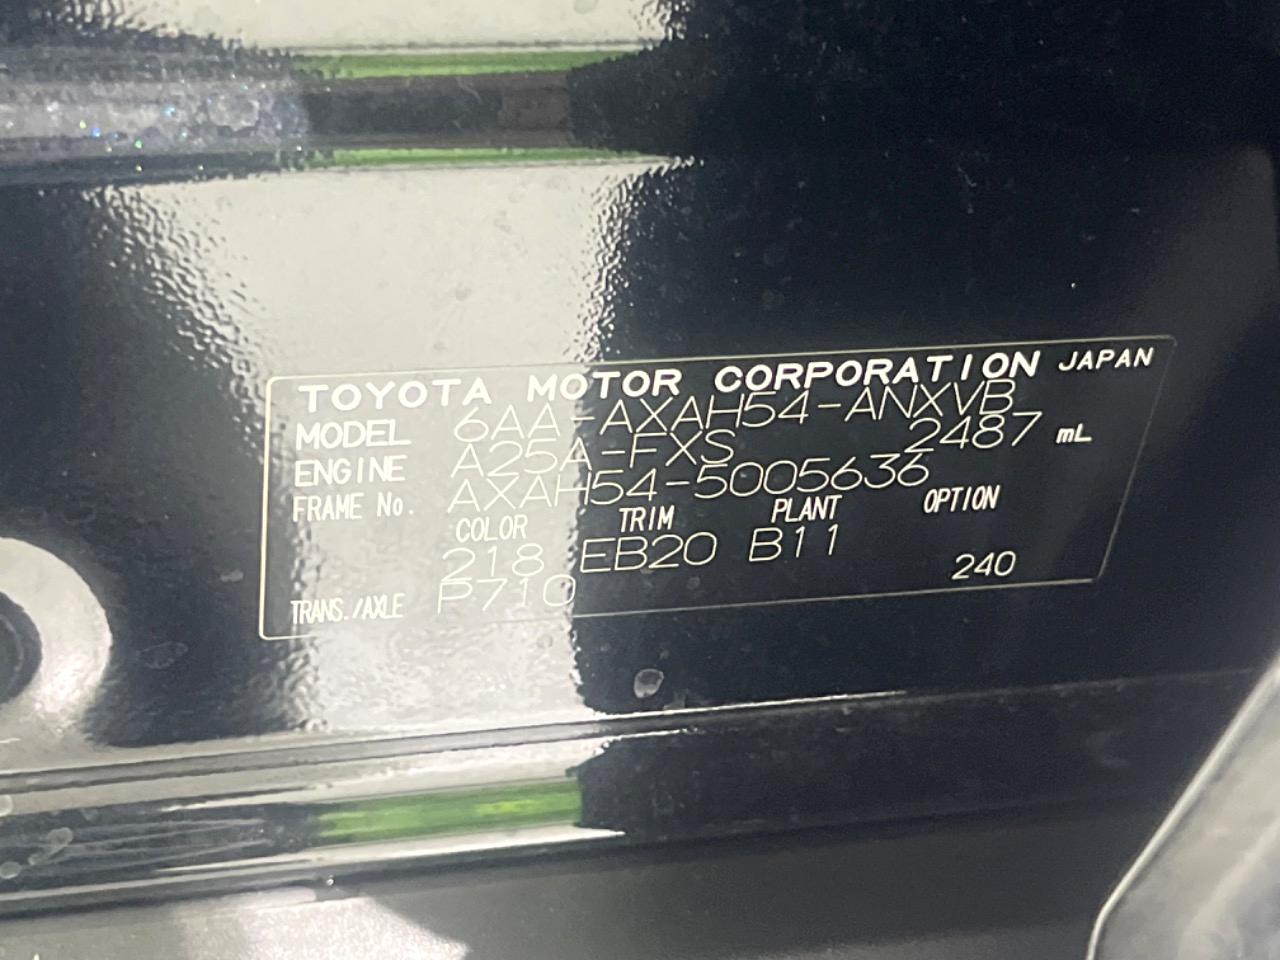 TOYOTA MOTOR CORPORATION JAPAN
MODEL 6AA-AXAH54-ANXVB
ENGINE A25A-FXS 2487 mL
FRAME No. AXAH54-5005636
COLOR TRIM PLANT OPTION
218 EB20 B11
TRANS./AXLE P710 240